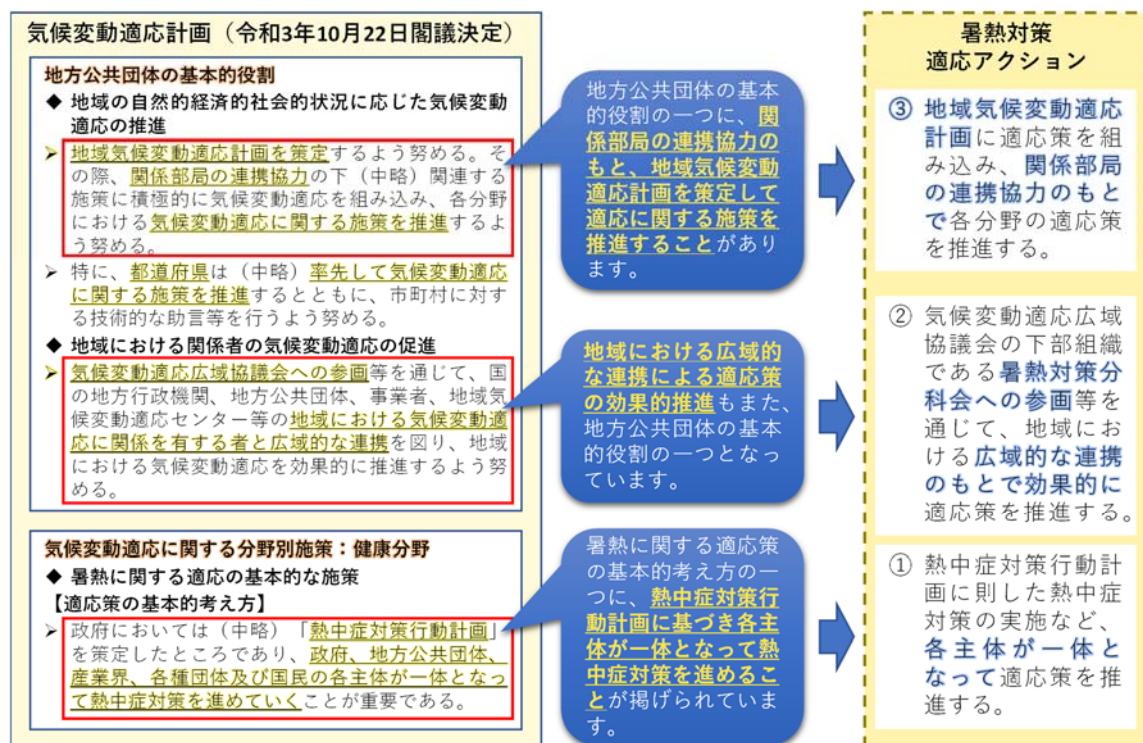 気候変動適応計画（令和3年10月22日閣議決定）
地方公共団体の基本的役割
◆ 地域の自然的経済的社会的状況に応じた気候変動
適応の推進
➢ 地域気候変動適応計画を策定するよう努める。そ
の際、関係部局の連携協力の下（中略）関連する
施策に積極的に気候変動適応を組み込み、各分野
における気候変動適応に関する施策を推進するよ
う努める。
➢ 特に、都道府県は（中略）率先して気候変動適応
に関する施策を推進するとともに、市町村に対す
る技術的な助言等を行うよう努める。
◆ 地域における関係者の気候変動適応の促進
➢ 気候変動適応広域協議会への参画等を通じて、国
の地方行政機関、地方公共団体、事業者、地域気
候変動適応センター等の地域における気候変動適
応に関係を有する者と広域的な連携を図り、地域
における気候変動適応を効果的に推進するよう努
める。
気候変動適応に関する分野別施策：健康分野
◆ 暑熱に関する適応の基本的な施策
【適応策の基本的考え方】
➢ 政府においては（中略）「熱中症対策行動計画」
を策定したところであり、政府、地方公共団体、
産業界、各種団体及び国民の各主体が一体となっ
て熱中症対策を進めていくことが重要である。
地方公共団体の基本
的役割の一つに、関
係部局の連携協力の
もと、地域気候変動
適応計画を策定して
適応に関する施策を
推進することがあり
ます。
地域における広域的
な連携による適応策
の効果的推進もまた、
地方公共団体の基本
的役割の一つとなっ
ています。
暑熱に関する適応策
の基本的考え方の一
つに、熱中症対策行
動計画に基づき各主
体が一体となって熱
中症対策を進めるこ
とが掲げられていま
す。
暑熱対策
適応アクション
③ 地域気候変動適応
計画に適応策を組
み込み、関係部局
の連携協力のもと
で各分野の適応策
を推進する。
② 気候変動適応広域
協議会の下部組織
である暑熱対策分
科会への参画等を
通じて、地域にお
ける広域的な連携
のもとで効果的に
適応策を推進する。
① 熱中症対策行動計
画に則した熱中症
対策の実施など、
各主体が一体と
なって適応策を推
進する。